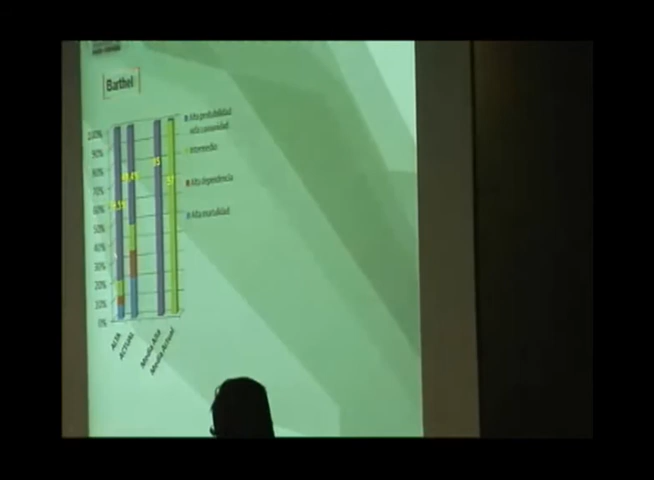 Barthel
100%
90%
80%
70%
60%
50%
40%
30%
20%
10%
0%
Alta probabilidad
vida comunidad
Intermedio
Alta dependencia
Alta mortalidad
ALTA
ACTUAL
Media Alta
Media Actual